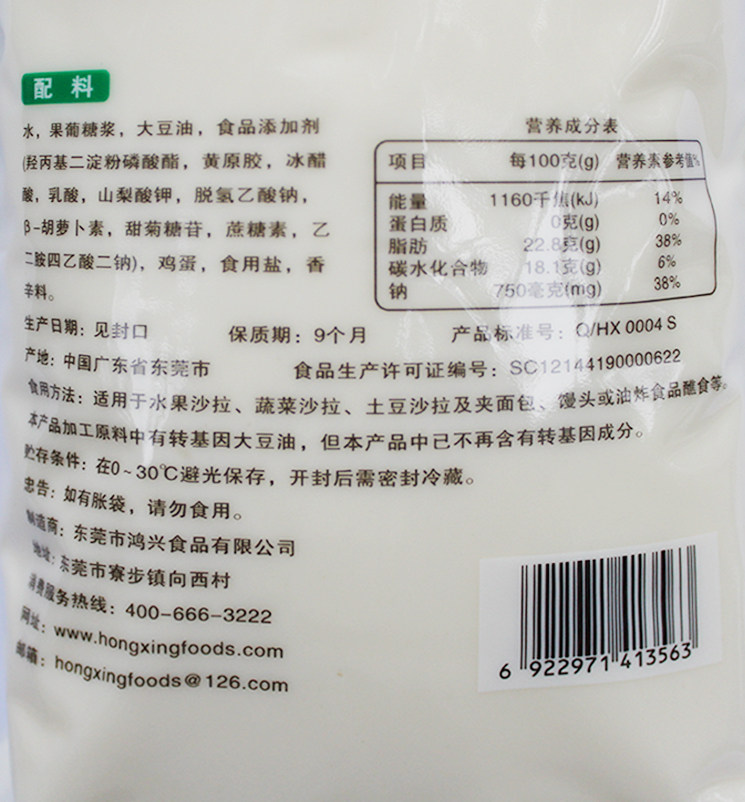 配料
水，果葡糖浆，大豆油，食品添加剂
(羟丙基二淀粉磷酸酯，黄原胶，冰醋
酸，乳酸，山梨酸钾，脱氢乙酸钠，
β-胡萝卜素，甜菊糖苷，蔗糖素，乙
二胺四乙酸二钠)，鸡蛋，食用盐，香
辛料。
营养成分表
项目 每100克(g) 营养素参考值%
能量 1160千焦(kJ) 14%
蛋白质 0克(g) 0%
脂肪 22.8克(g) 38%
碳水化合物 18.1克(g) 6%
钠 750毫克(mg) 38%
生产日期：见封口 保质期：9个月 产品标准号：Q/HX 0004 S
产地：中国广东省东莞市 食品生产许可证编号：SC12144190000622
食用方法：适用于水果沙拉、蔬菜沙拉、土豆沙拉及夹面包、馒头或油炸食品蘸食等。
本产品加工原料中有转基因大豆油，但本产品中已不再含有转基因成分。
贮存条件：在0~30℃避光保存，开封后需密封冷藏。
忠告：如有胀袋，请勿食用。
制造商：东莞市鸿兴食品有限公司
地址：东莞市寮步镇向西村
消费服务热线：400-666-3222
网址：www.hongxingfoods.com
邮箱：hongxingfoods@126.com
6 922971 413563